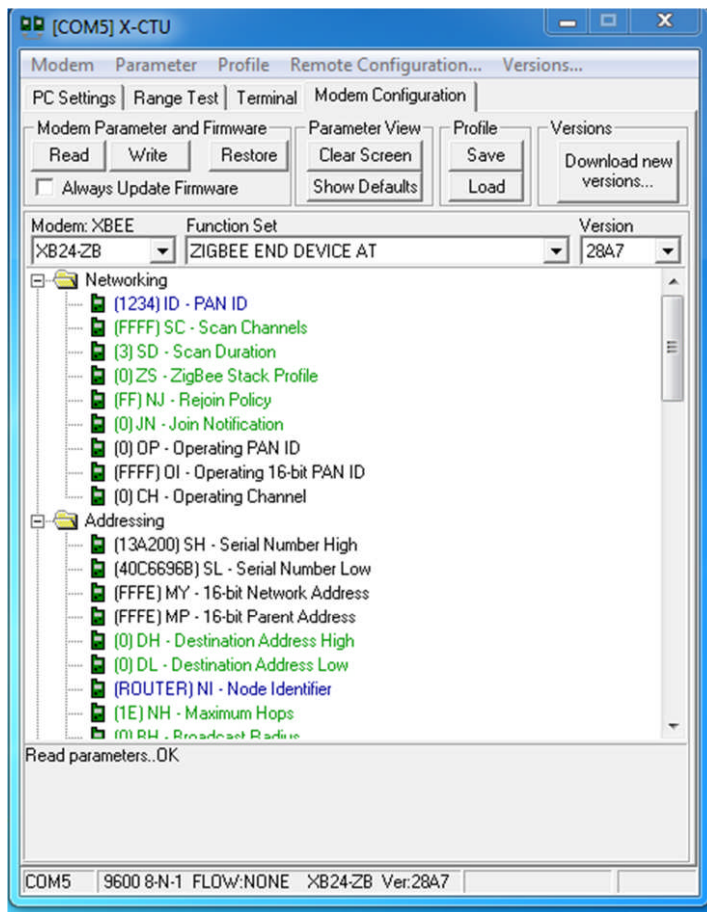 [COM5] X-CTU
Modem Parameter Profile Remote Configuration... Versions...
PC Settings Range Test Terminal Modem Configuration
Modem Parameter and Firmware Parameter View Profile Versions
Read Write Restore Clear Screen Save Download new versions...
Always Update Firmware Show Defaults Load
Modem: XBEE Function Set Version
XB24-ZB ZIGBEE END DEVICE AT 28A7
Networking
(1234) ID - PAN ID
(FFFF) SC - Scan Channels
(3) SD - Scan Duration
(0) ZS - ZigBee Stack Profile
(FF) NJ - Rejoin Policy
(0) JN - Join Notification
(0) OP - Operating PAN ID
(FFFF) OI - Operating 16-bit PAN ID
(0) CH - Operating Channel
Addressing
(13A200) SH - Serial Number High
(40C6696B) SL - Serial Number Low
(FFFE) MY - 16-bit Network Address
(FFFE) MP - 16-bit Parent Address
(0) DH - Destination Address High
(0) DL - Destination Address Low
(ROUTER) NI - Node Identifier
(1E) NH - Maximum Hops
(0) BH - Broadcast Radius
Read parameters..OK
COM5 9600 8-N-1 FLOW:NONE XB24-ZB Ver:28A7